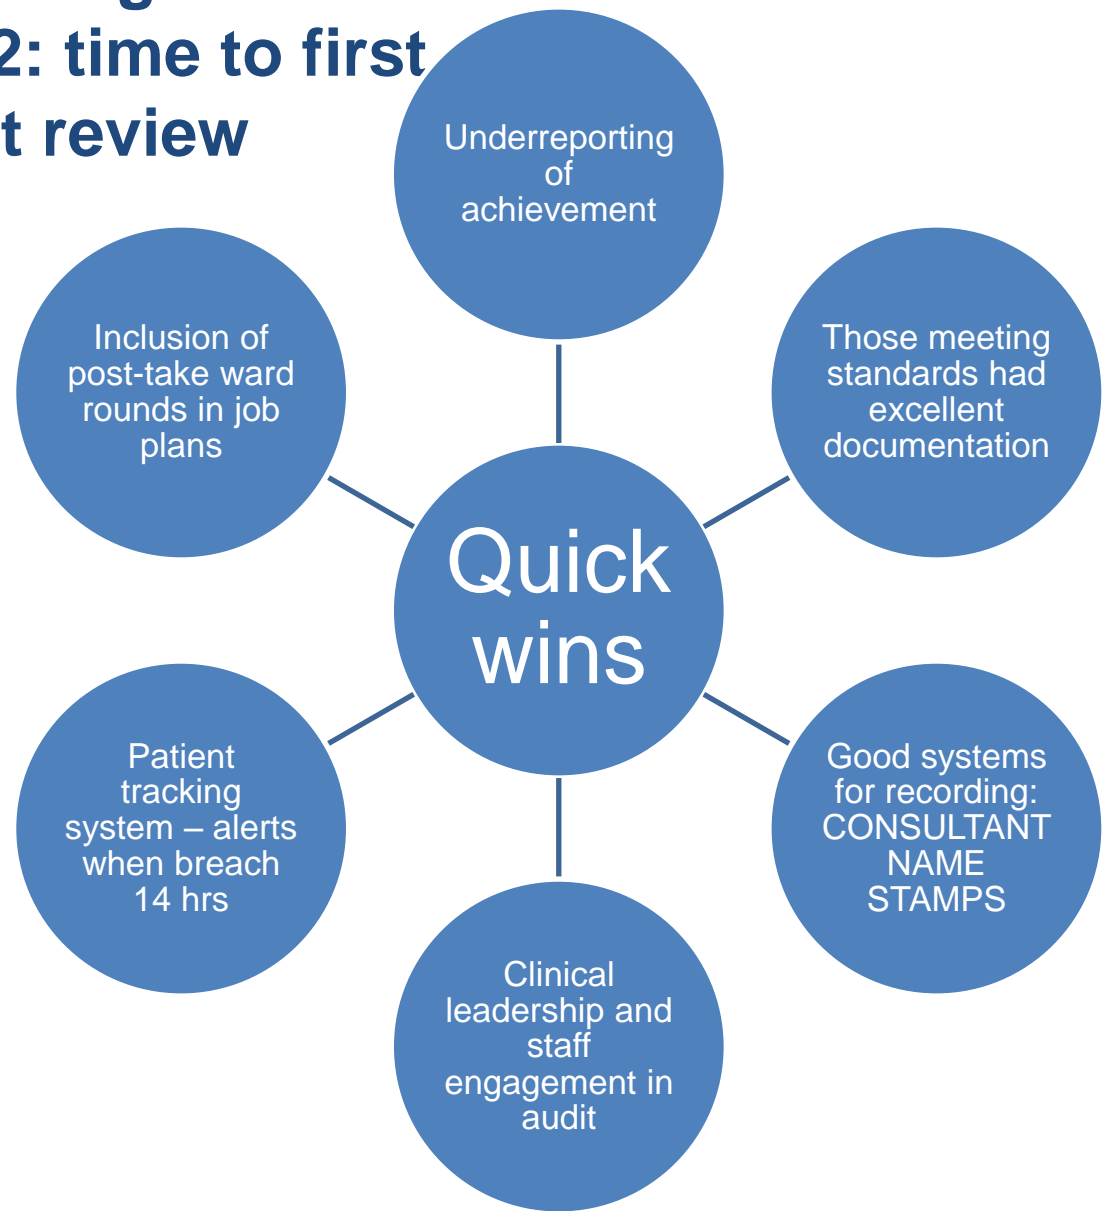 2: time to first
t review
Underreporting
of
achievement
Those meeting
standards had
excellent
documentation
Good systems
for recording:
CONSULTANT
NAME
STAMPS
Clinical
leadership and
staff
engagement in
audit
Patient
tracking
system – alerts
when breach
14 hrs
Inclusion of
post-take ward
rounds in job
plans
Quick
wins